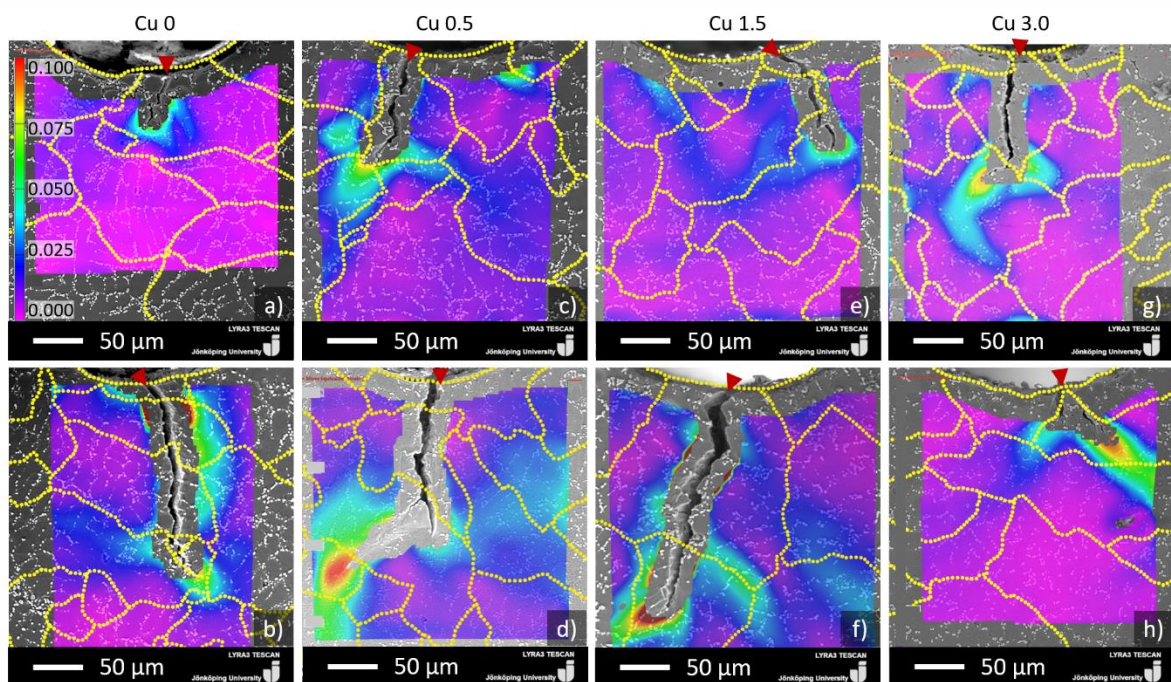 Cu 0
Cu 0.5
Cu 1.5
Cu 3.0
0.100
0.075
0.050
0.025
0.000
a)
c)
e)
g)
50 μm
LYRA3 TESCAN
Jönköping University
50 μm
LYRA3 TESCAN
Jönköping University
50 μm
LYRA3 TESCAN
Jönköping University
50 μm
LYRA3 TESCAN
Jönköping University
b)
d)
f)
h)
50 μm
LYRA3 TESCAN
Jönköping University
50 μm
LYRA3 TESCAN
Jönköping University
50 μm
LYRA3 TESCAN
Jönköping University
50 μm
LYRA3 TESCAN
Jönköping University